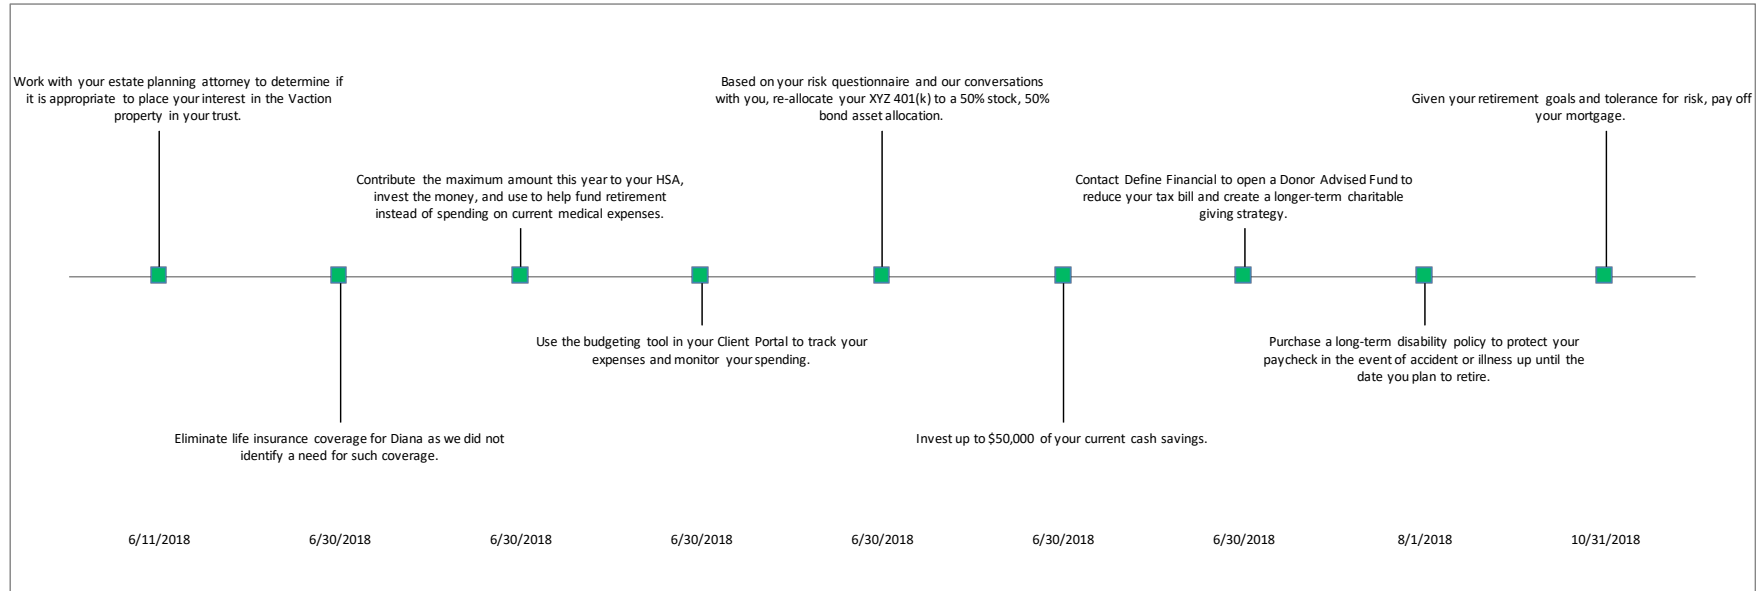 Work with your estate planning attorney to determine if
it is appropriate to place your interest in the Vaction
property in your trust.
Based on your risk questionnaire and our conversations
with you, re-allocate your XYZ 401(k) to a 50% stock, 50%
bond asset allocation.
Given your retirement goals and tolerance for risk, pay off
your mortgage.
Contribute the maximum amount this year to your HSA,
invest the money, and use to help fund retirement
instead of spending on current medical expenses.
Contact Define Financial to open a Donor Advised Fund to
reduce your tax bill and create a longer-term charitable
giving strategy.
Use the budgeting tool in your Client Portal to track your
expenses and monitor your spending.
Purchase a long-term disability policy to protect your
paycheck in the event of accident or illness up until the
date you plan to retire.
Eliminate life insurance coverage for Diana as we did not
identify a need for such coverage.
Invest up to $50,000 of your current cash savings.
6/11/2018 6/30/2018 6/30/2018 6/30/2018 6/30/2018 6/30/2018 6/30/2018 8/1/2018 10/31/2018